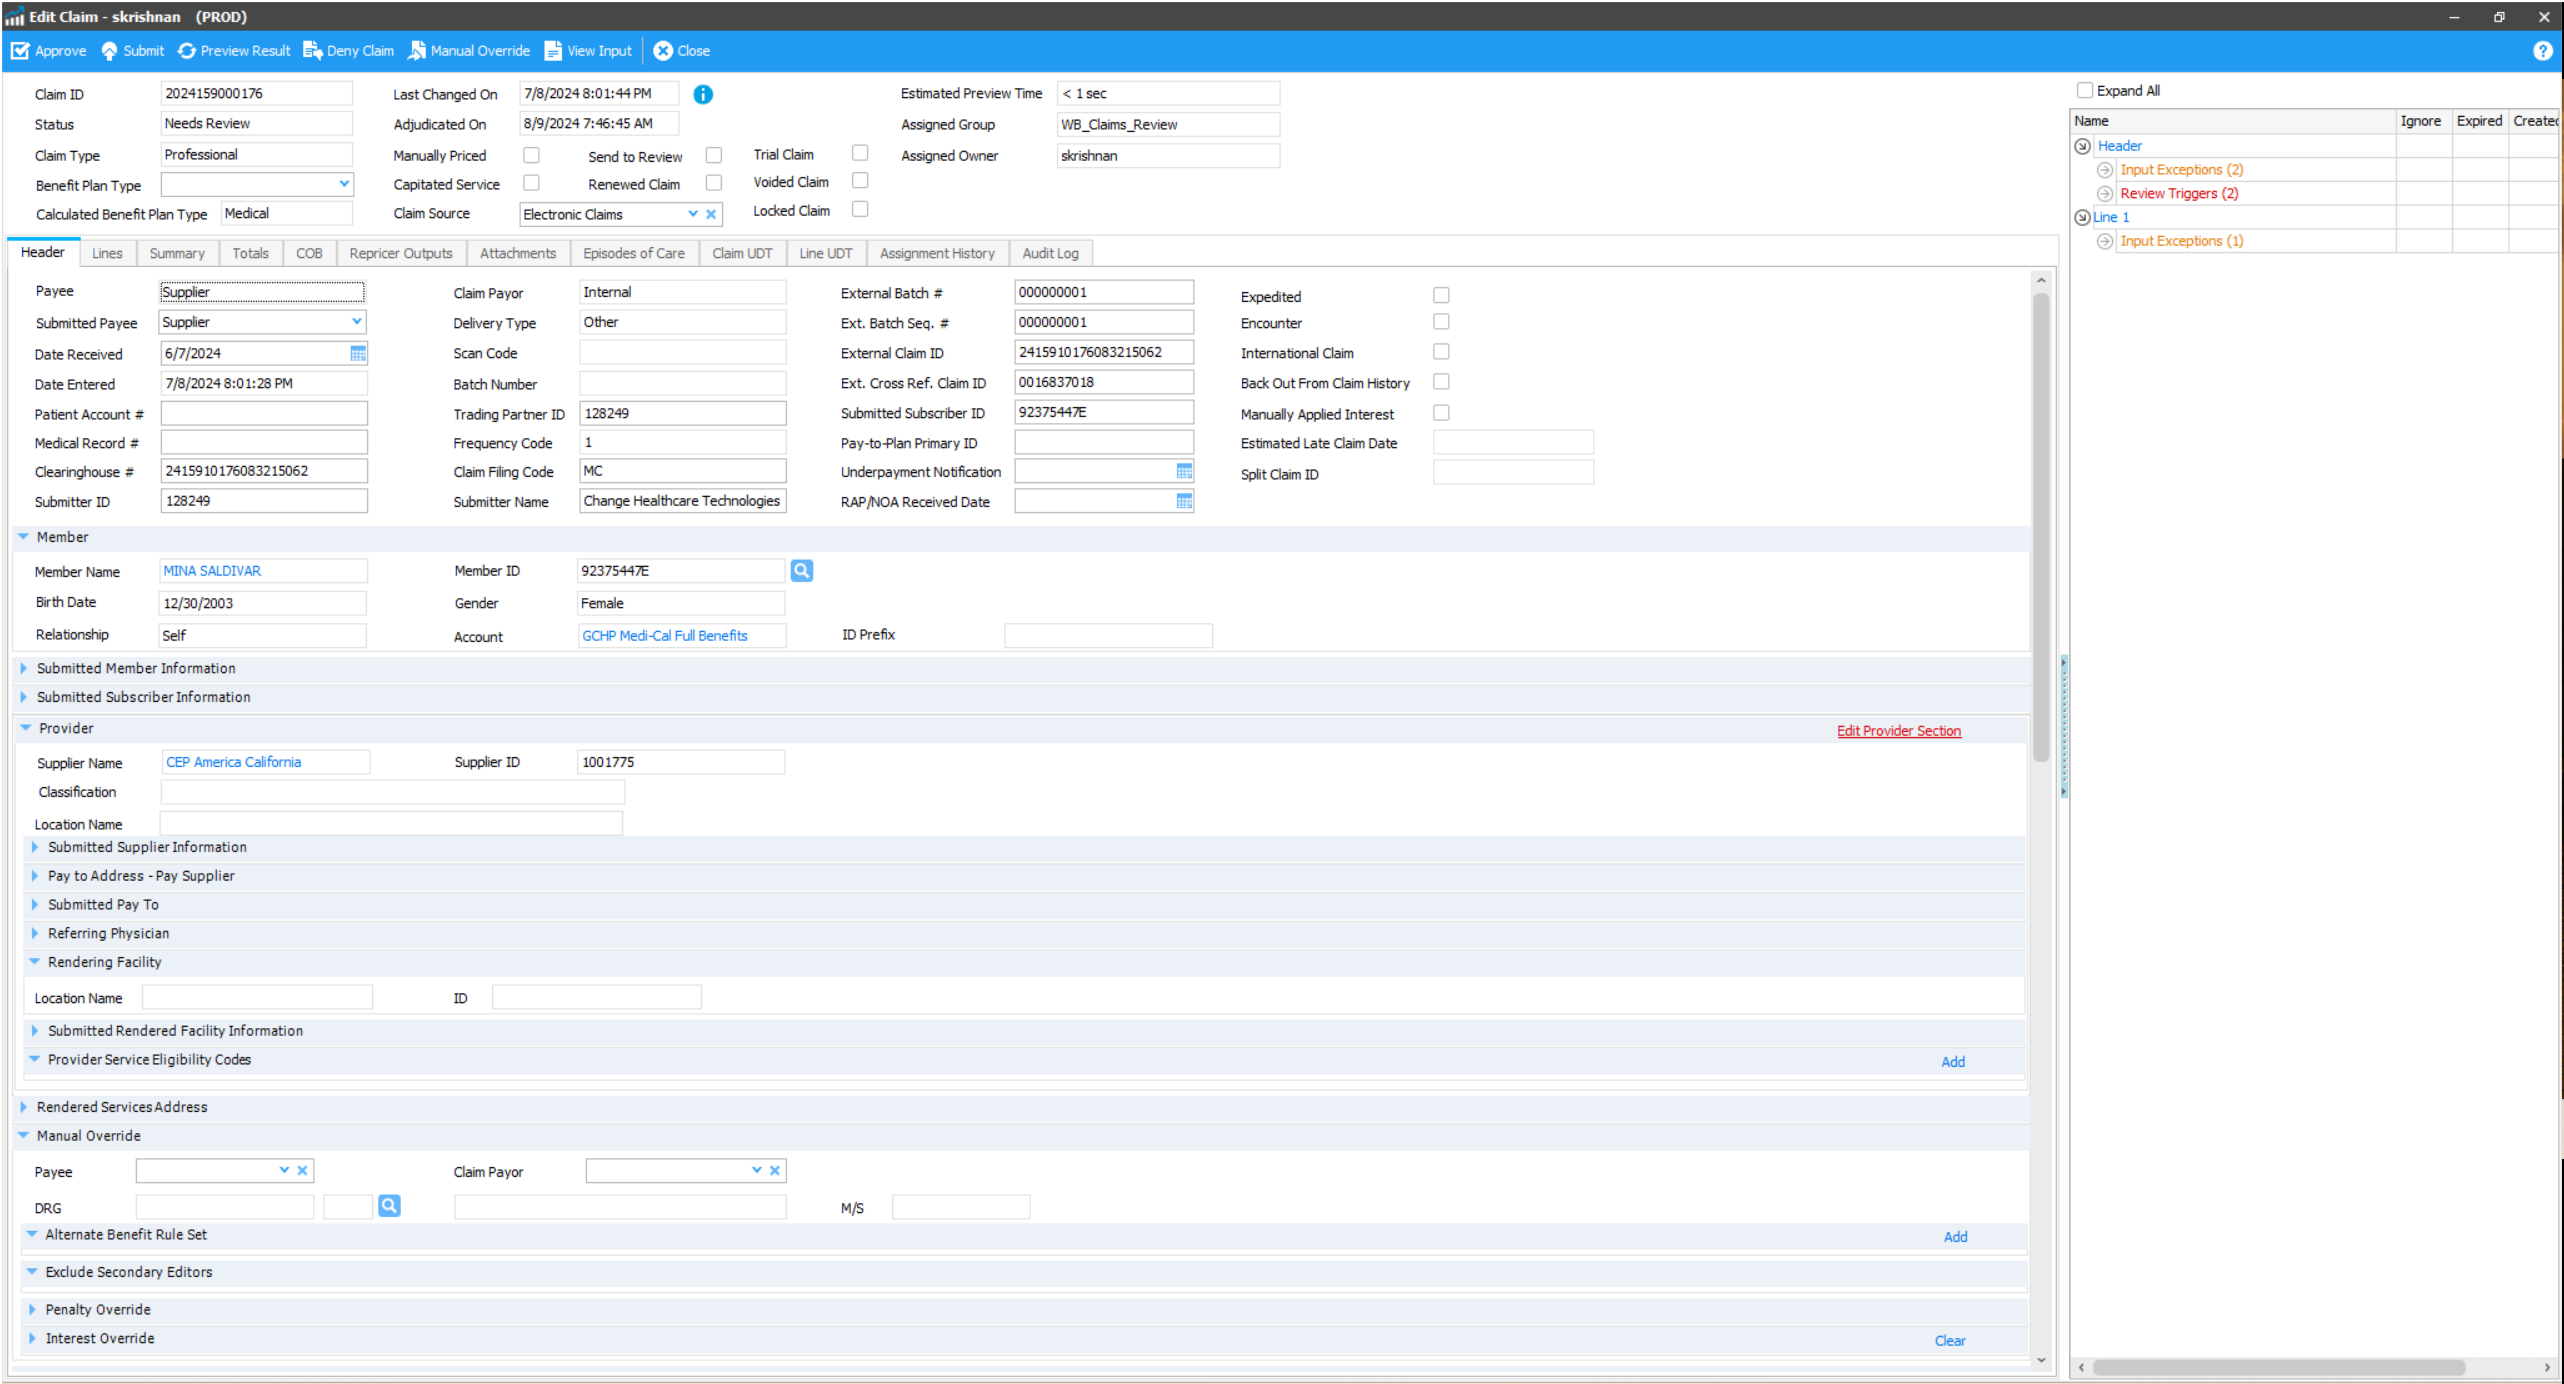 Edit Claim - skrishnan (PROD)
Approve Submit Preview Result Deny Claim Manual Override View Input Close
Claim ID 2024159000176 Last Changed On 7/8/2024 8:01:44 PM Estimated Preview Time < 1 sec
Status Needs Review Adjudicated On 8/9/2024 7:46:45 AM Assigned Group WB_Claims_Review
Claim Type Professional Manually Priced Send to Review Trial Claim Assigned Owner skrishnan
Benefit Plan Type Capitated Service Renewed Claim Voided Claim
Calculated Benefit Plan Type Medical Claim Source Electronic Claims Locked Claim
Header Lines Summary Totals COB Repricer Outputs Attachments Episodes of Care Claim UDT Line UDT Assignment History Audit Log
Payee Supplier Claim Payor Internal External Batch # 000000001 Expedited
Submitted Payee Supplier Delivery Type Other Ext. Batch Seq. # 000000001 Encounter
Date Received 6/7/2024 Scan Code External Claim ID 2415910176083215062 International Claim
Date Entered 7/8/2024 8:01:28 PM Batch Number Ext. Cross Ref. Claim ID 0016837018 Back Out From Claim History
Patient Account # Trading Partner ID 128249 Submitted Subscriber ID 92375447E Manually Applied Interest
Medical Record # Frequency Code 1 Pay-to-Plan Primary ID Estimated Late Claim Date
Clearinghouse # 2415910176083215062 Claim Filing Code MC Underpayment Notification Split Claim ID
Submitter ID 128249 Submitter Name Change Healthcare Technologies RAP/NOA Received Date
Member
Member Name MINA SALDIVAR Member ID 92375447E
Birth Date 12/30/2003 Gender Female
Relationship Self Account GCHP Medi-Cal Full Benefits ID Prefix
Submitted Member Information
Submitted Subscriber Information
Provider Edit Provider Section
Supplier Name CEP America California Supplier ID 1001775
Classification
Location Name
Submitted Supplier Information
Pay to Address - Pay Supplier
Submitted Pay To
Referring Physician
Rendering Facility
Location Name ID
Submitted Rendered Facility Information
Provider Service Eligibility Codes Add
Rendered Services Address
Manual Override
Payee Claim Payor
DRG M/S
Alternate Benefit Rule Set Add
Exclude Secondary Editors
Penalty Override
Interest Override Clear
Expand All
Name Ignore Expired Created
Header
Input Exceptions (2)
Review Triggers (2)
Line 1
Input Exceptions (1)